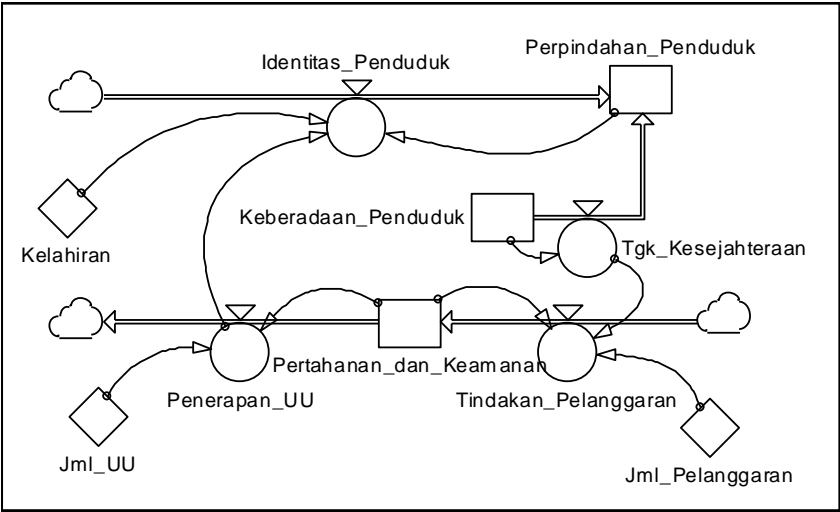 Perpindahan_Penduduk
Identitas_Penduduk
Keberadaan_Penduduk
Kelahiran
Tgk_Kesejahteraan
Pertahanan_dan_Keamanan
Penerapan_UU
Tindakan_Pelanggaran
Jml_UU
Jml_Pelanggaran